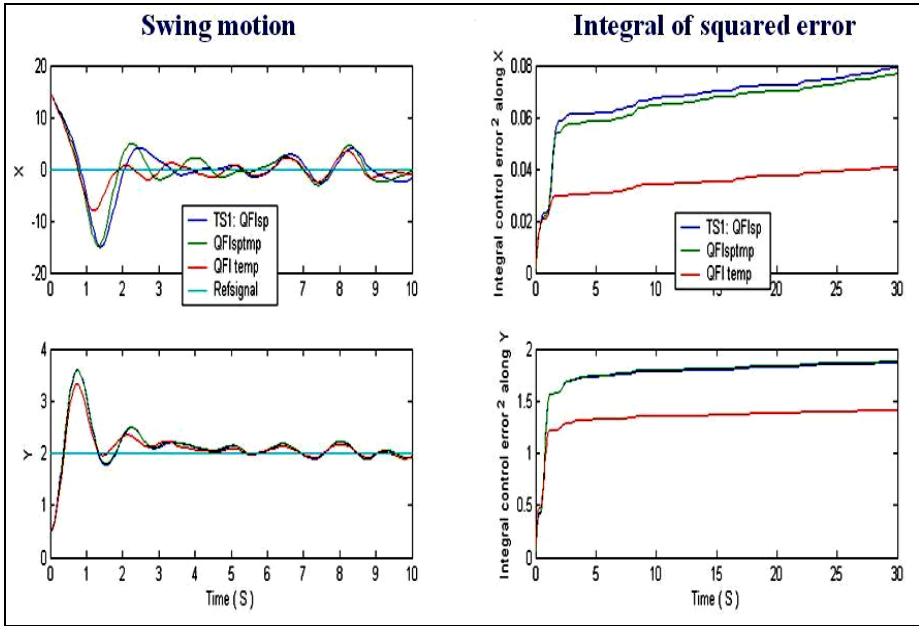 Swing motion
Integral of squared error
20
10
0
-10
-20
X
0 1 2 3 4 5 6 7 8 9 10
TS1: QFIsp
QFIsptmp
QFI temp
Refsignal
0.08
0.06
0.04
0.02
0
Integral control error ² along X
0 5 10 15 20 25 30
TS1: QFIsp
QFIsptmp
QFI temp
4
3
2
1
0
Y
0 1 2 3 4 5 6 7 8 9 10
Time ( S )
2
1.5
1
0.5
0
Integral control error ² along Y
0 5 10 15 20 25 30
Time ( S )